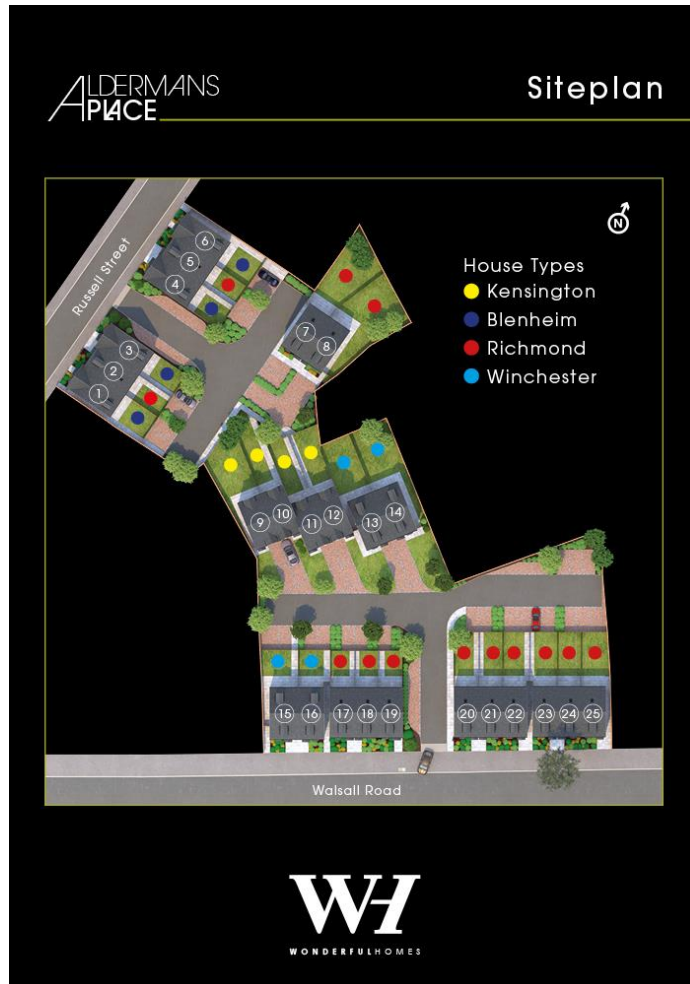 ALDERMANS
PLACE
Siteplan
N
House Types
Kensington
Blenheim
Richmond
Winchester
Russell Street
6
5
4
3
2
1
7
8
9
10
11
12
13
14
15
16
17
18
19
20
21
22
23
24
25
Walsall Road
WH
WONDERFULHOMES